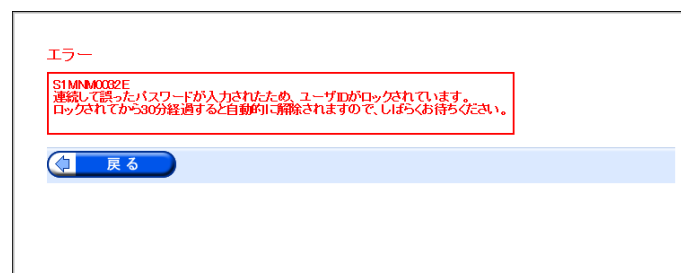 エラー
S1MNM0032E
連続して誤ったパスワードが入力されたため、ユーザIDがロックされています。
ロックされてから30分経過すると自動的に解除されますので、しばらくお待ちください。
戻る